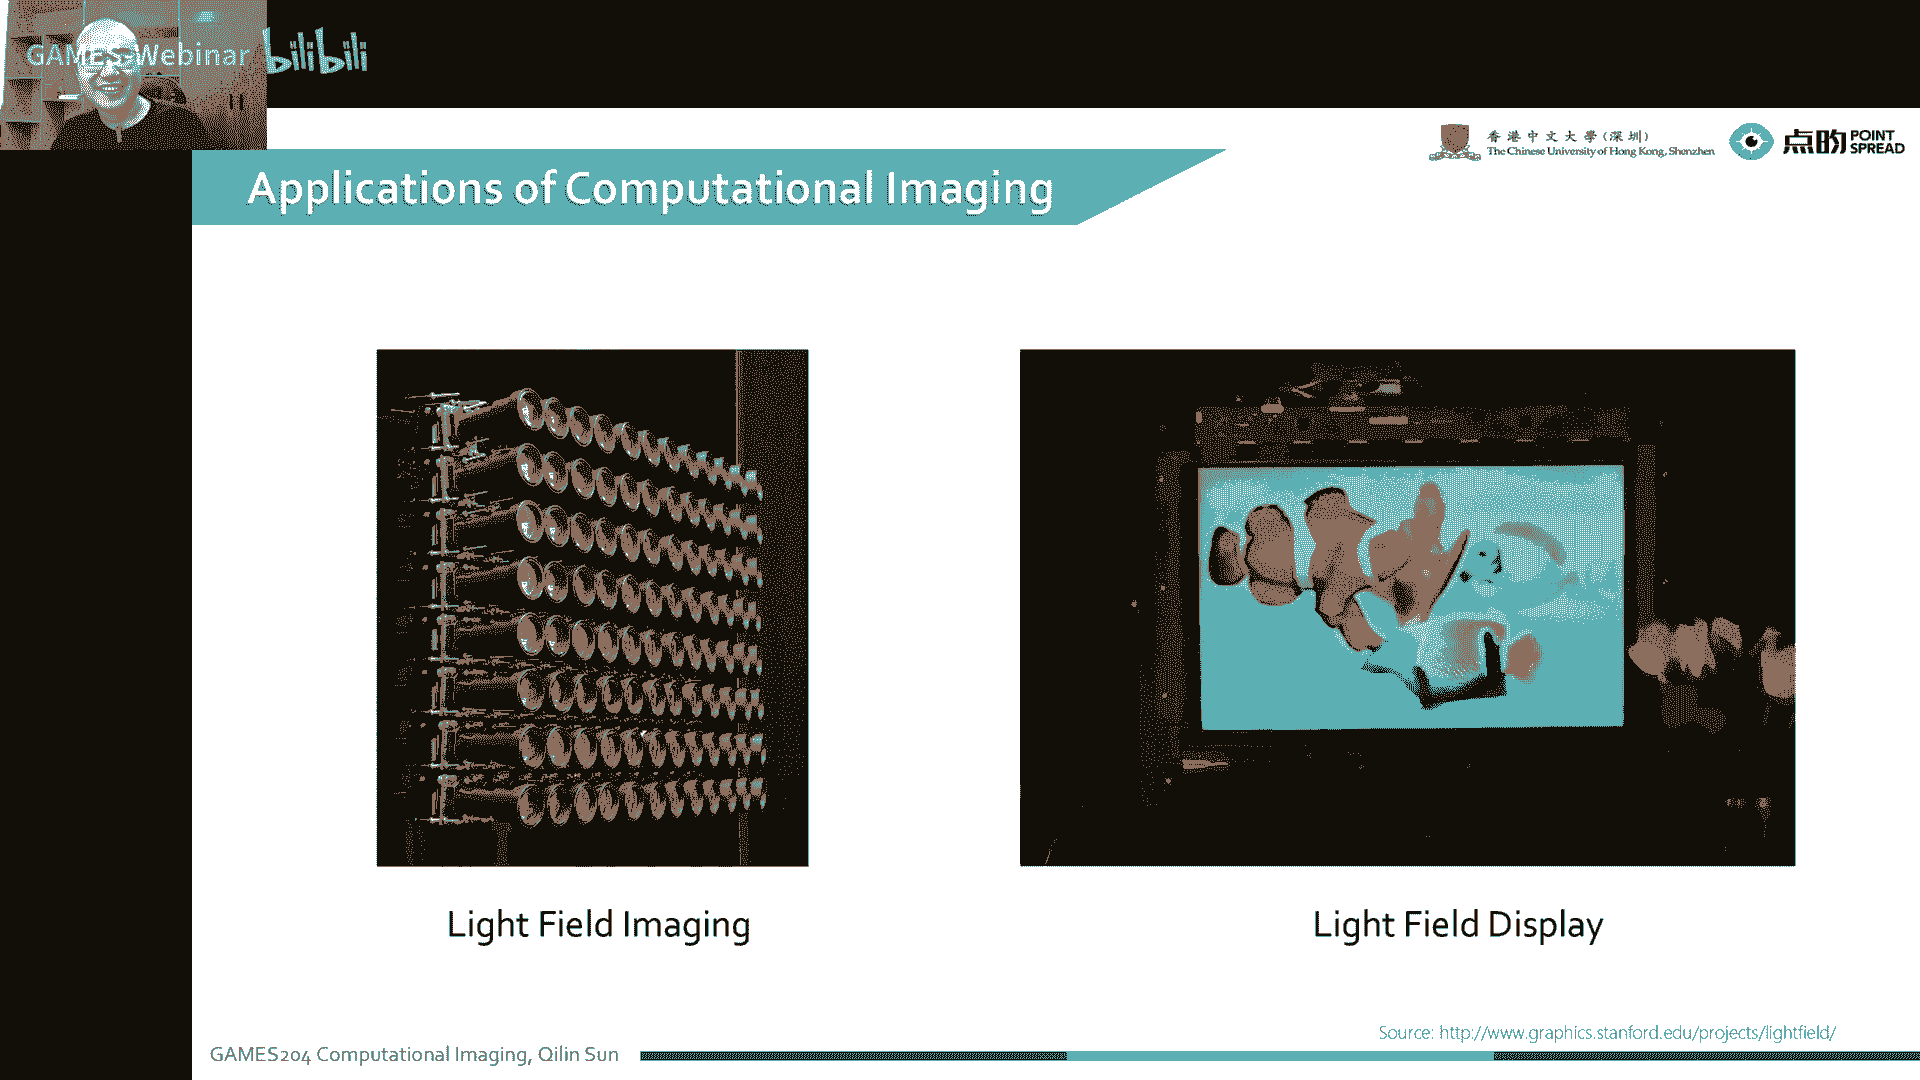 GAMES-Webinar
bilibili
香港中文大學(深圳)
The Chinese University of Hong Kong, Shenzhen
点昀
POINT
SPREAD
Applications of Computational Imaging
Light Field Imaging
Light Field Display
Source: http://www.graphics.stanford.edu/projects/lightfield/
GAMES204 Computational Imaging, Qilin Sun